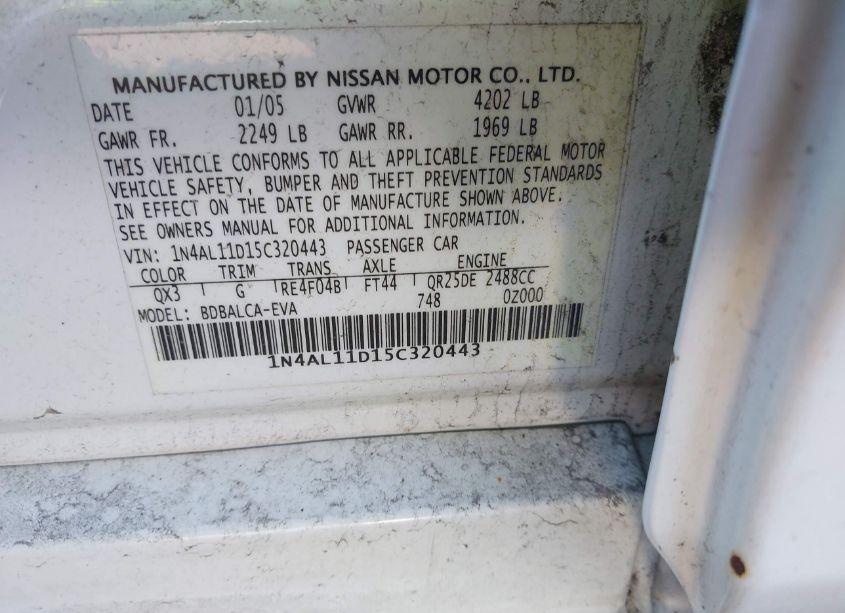 MANUFACTURED BY NISSAN MOTOR CO., LTD.
DATE 01/05 GVWR 4202 LB
GAWR FR. 2249 LB GAWR RR. 1969 LB
THIS VEHICLE CONFORMS TO ALL APPLICABLE FEDERAL MOTOR
VEHICLE SAFETY, BUMPER AND THEFT PREVENTION STANDARDS
IN EFFECT ON THE DATE OF MANUFACTURE SHOWN ABOVE.
SEE OWNERS MANUAL FOR ADDITIONAL INFORMATION.
VIN: 1N4AL11D15C320443 PASSENGER CAR
COLOR TRIM TRANS AXLE ENGINE
QX3 G RE4F04B FT44 QR25DE 2488CC
MODEL: BDBALCA-EVA 748 0Z000
1N4AL11D15C320443